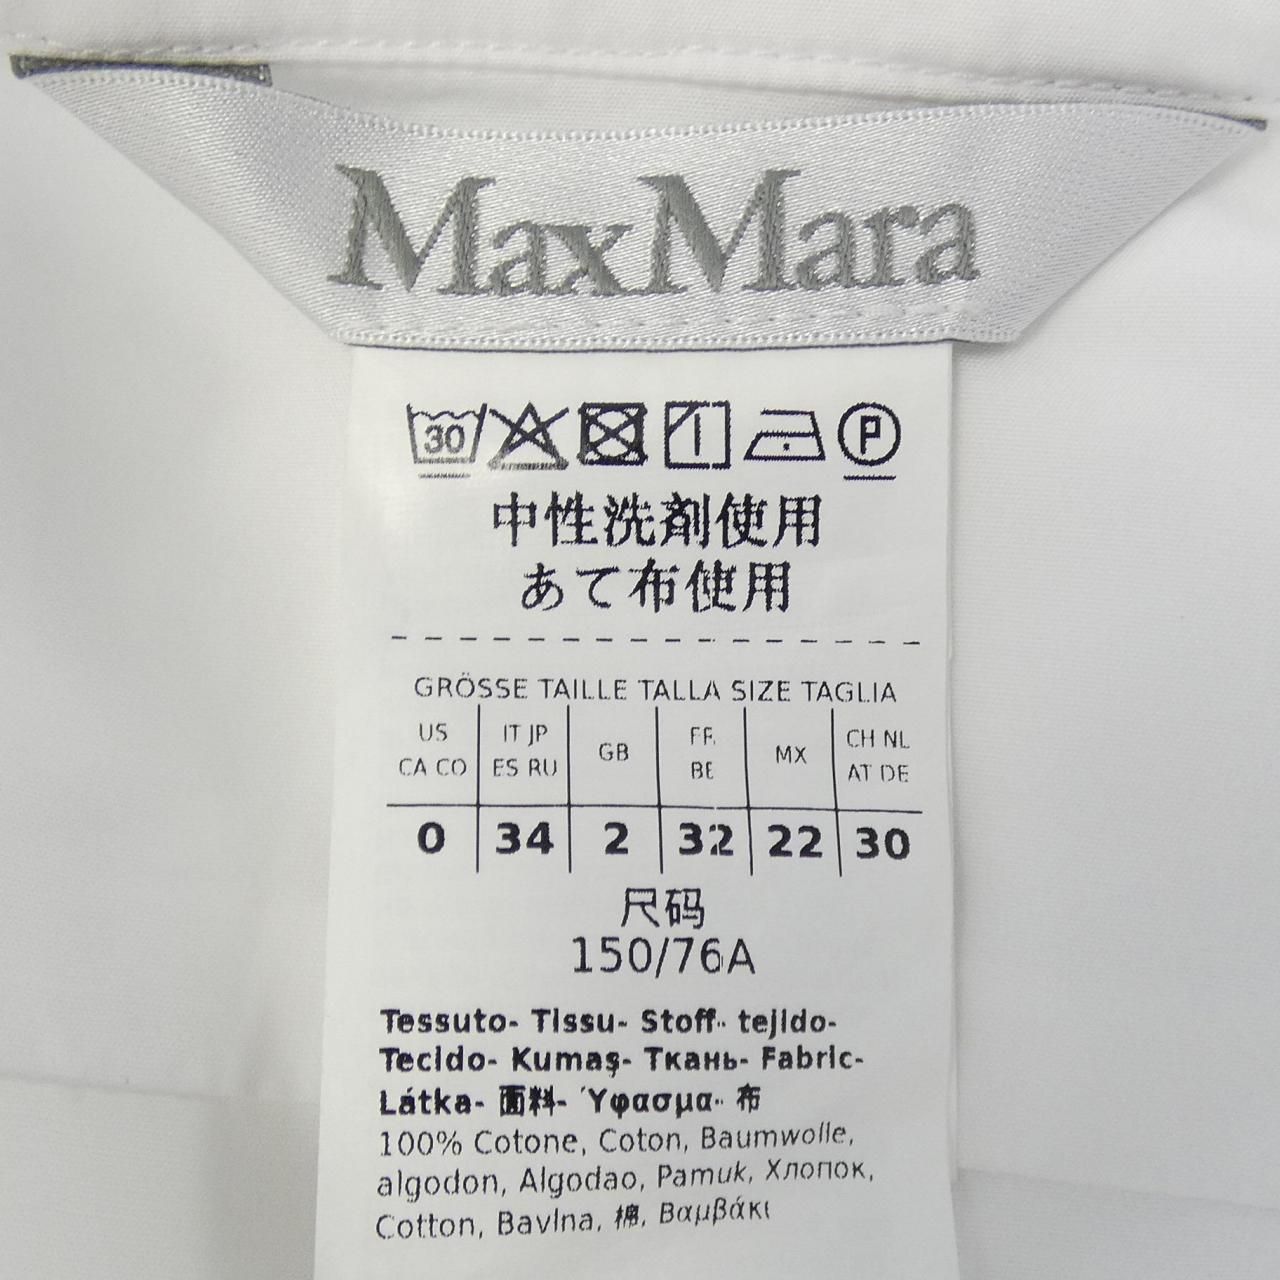 MaxMara
30 P
中性洗剤使用
あて布使用
GRÖSSE TAILLE TALLA SIZE TAGLIA
US CA CO
IT JP ES RU
GB
FR BE
MX
CH NL AT DE
0 34 2 32 22 30
尺码
150/76A
Tessuto- Tissu- Stoff- tejido-
Tecido- Kumaş- Ткань- Fabric-
Látka- 面料- Ύφασμα- 布
100% Cotone, Coton, Baumwolle,
algodon, Algodao, Pamuk, Хлопок,
Cotton, Bavlna, 棉, Βαμβάκι